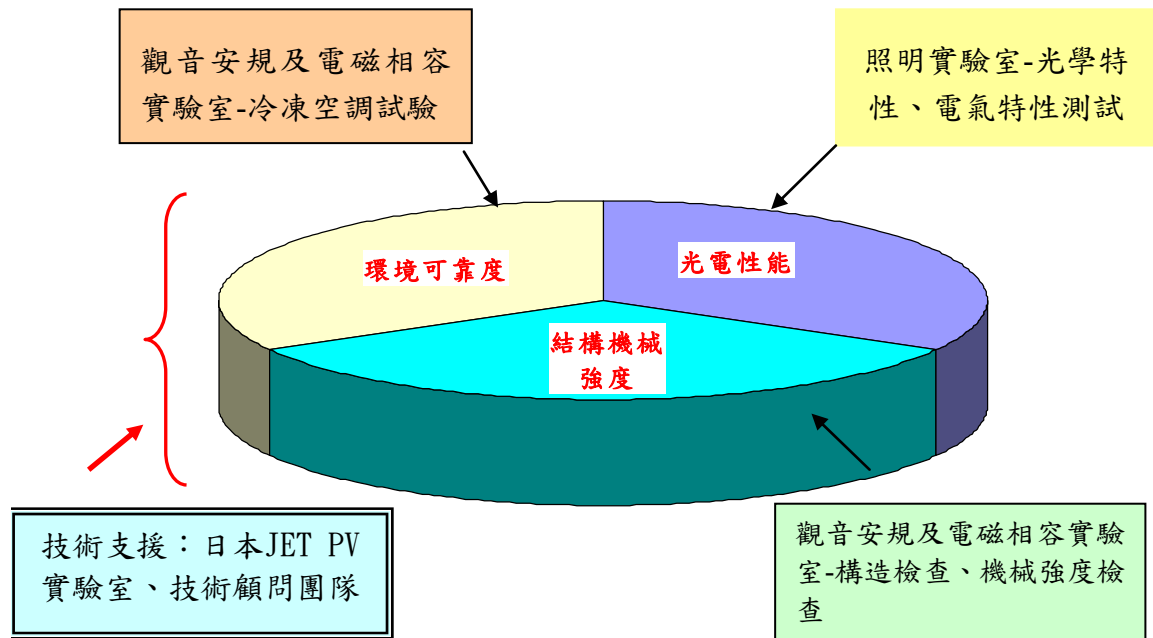 觀音安規及電磁相容
實驗室-冷凍空調試驗
照明實驗室-光學特
性、電氣特性測試
環境可靠度
光電性能
結構機械
強度
技術支援：日本JET PV
實驗室、技術顧問團隊
觀音安規及電磁相容實驗
室-構造檢查、機械強度檢
查